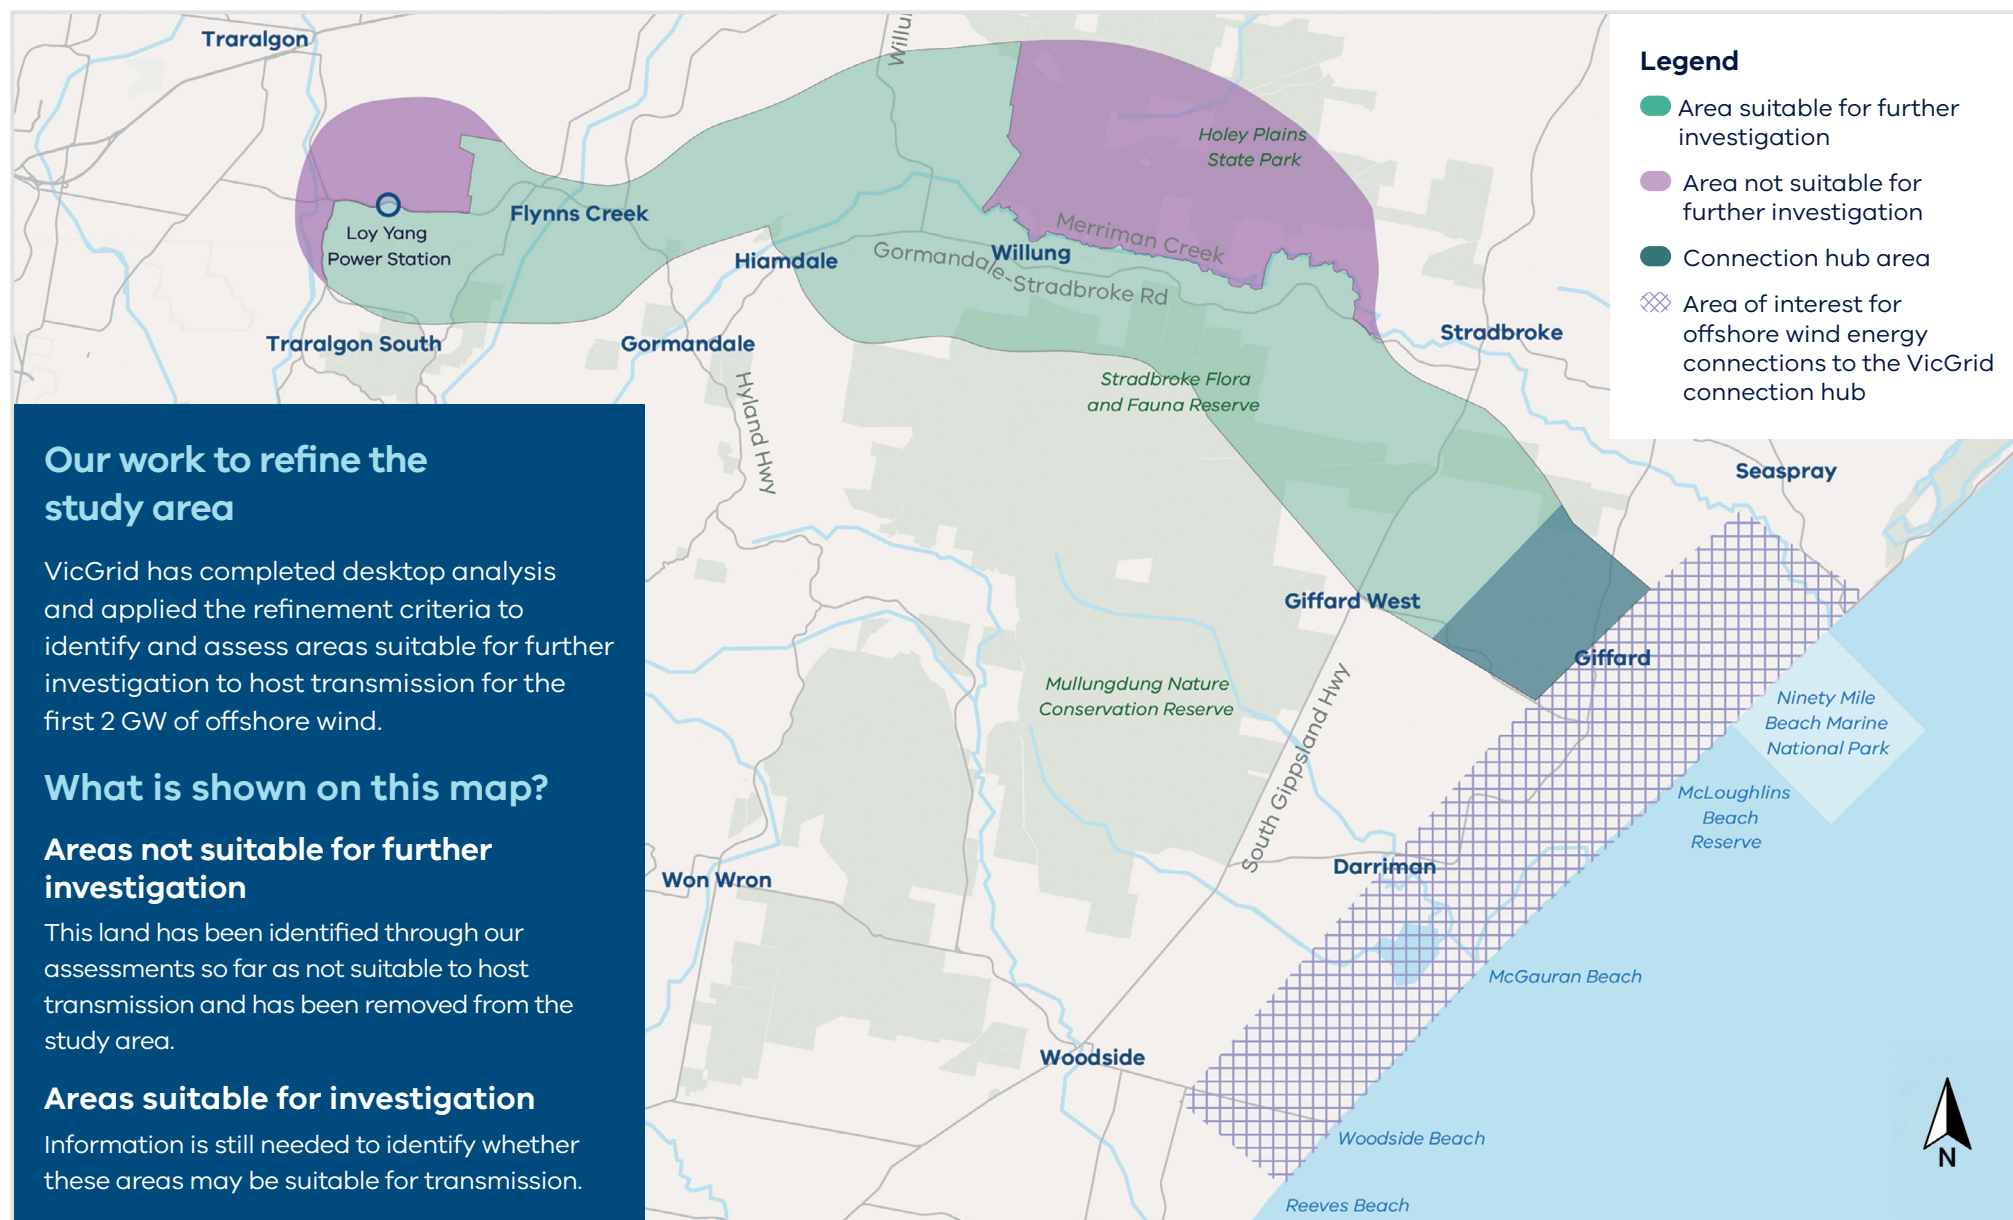 Traralgon
Willu
Legend
Area suitable for further
investigation
Area not suitable for
further investigation
Connection hub area
Area of interest for
offshore wind energy
connections to the VicGrid
connection hub
Holey Plains
State Park
Flynns Creek
Loy Yang
Power Station
Merriman Creek
Hiamdale
Gormandale-Stradbroke Rd
Willung
Traralgon South
Gormandale
Stradbroke
Hyland Hwy
Stradbroke Flora
and Fauna Reserve
Seaspray
Giffard West
Giffard
Mullungdung Nature
Conservation Reserve
South Gippsland Hwy
Ninety Mile
Beach Marine
National Park
McLoughlins
Beach
Reserve
Won Wron
Darriman
McGauran Beach
Woodside
Woodside Beach
Reeves Beach
N
Our work to refine the
study area
VicGrid has completed desktop analysis
and applied the refinement criteria to
identify and assess areas suitable for further
investigation to host transmission for the
first 2 GW of offshore wind.
What is shown on this map?
Areas not suitable for further
investigation
This land has been identified through our
assessments so far as not suitable to host
transmission and has been removed from the
study area.
Areas suitable for investigation
Information is still needed to identify whether
these areas may be suitable for transmission.